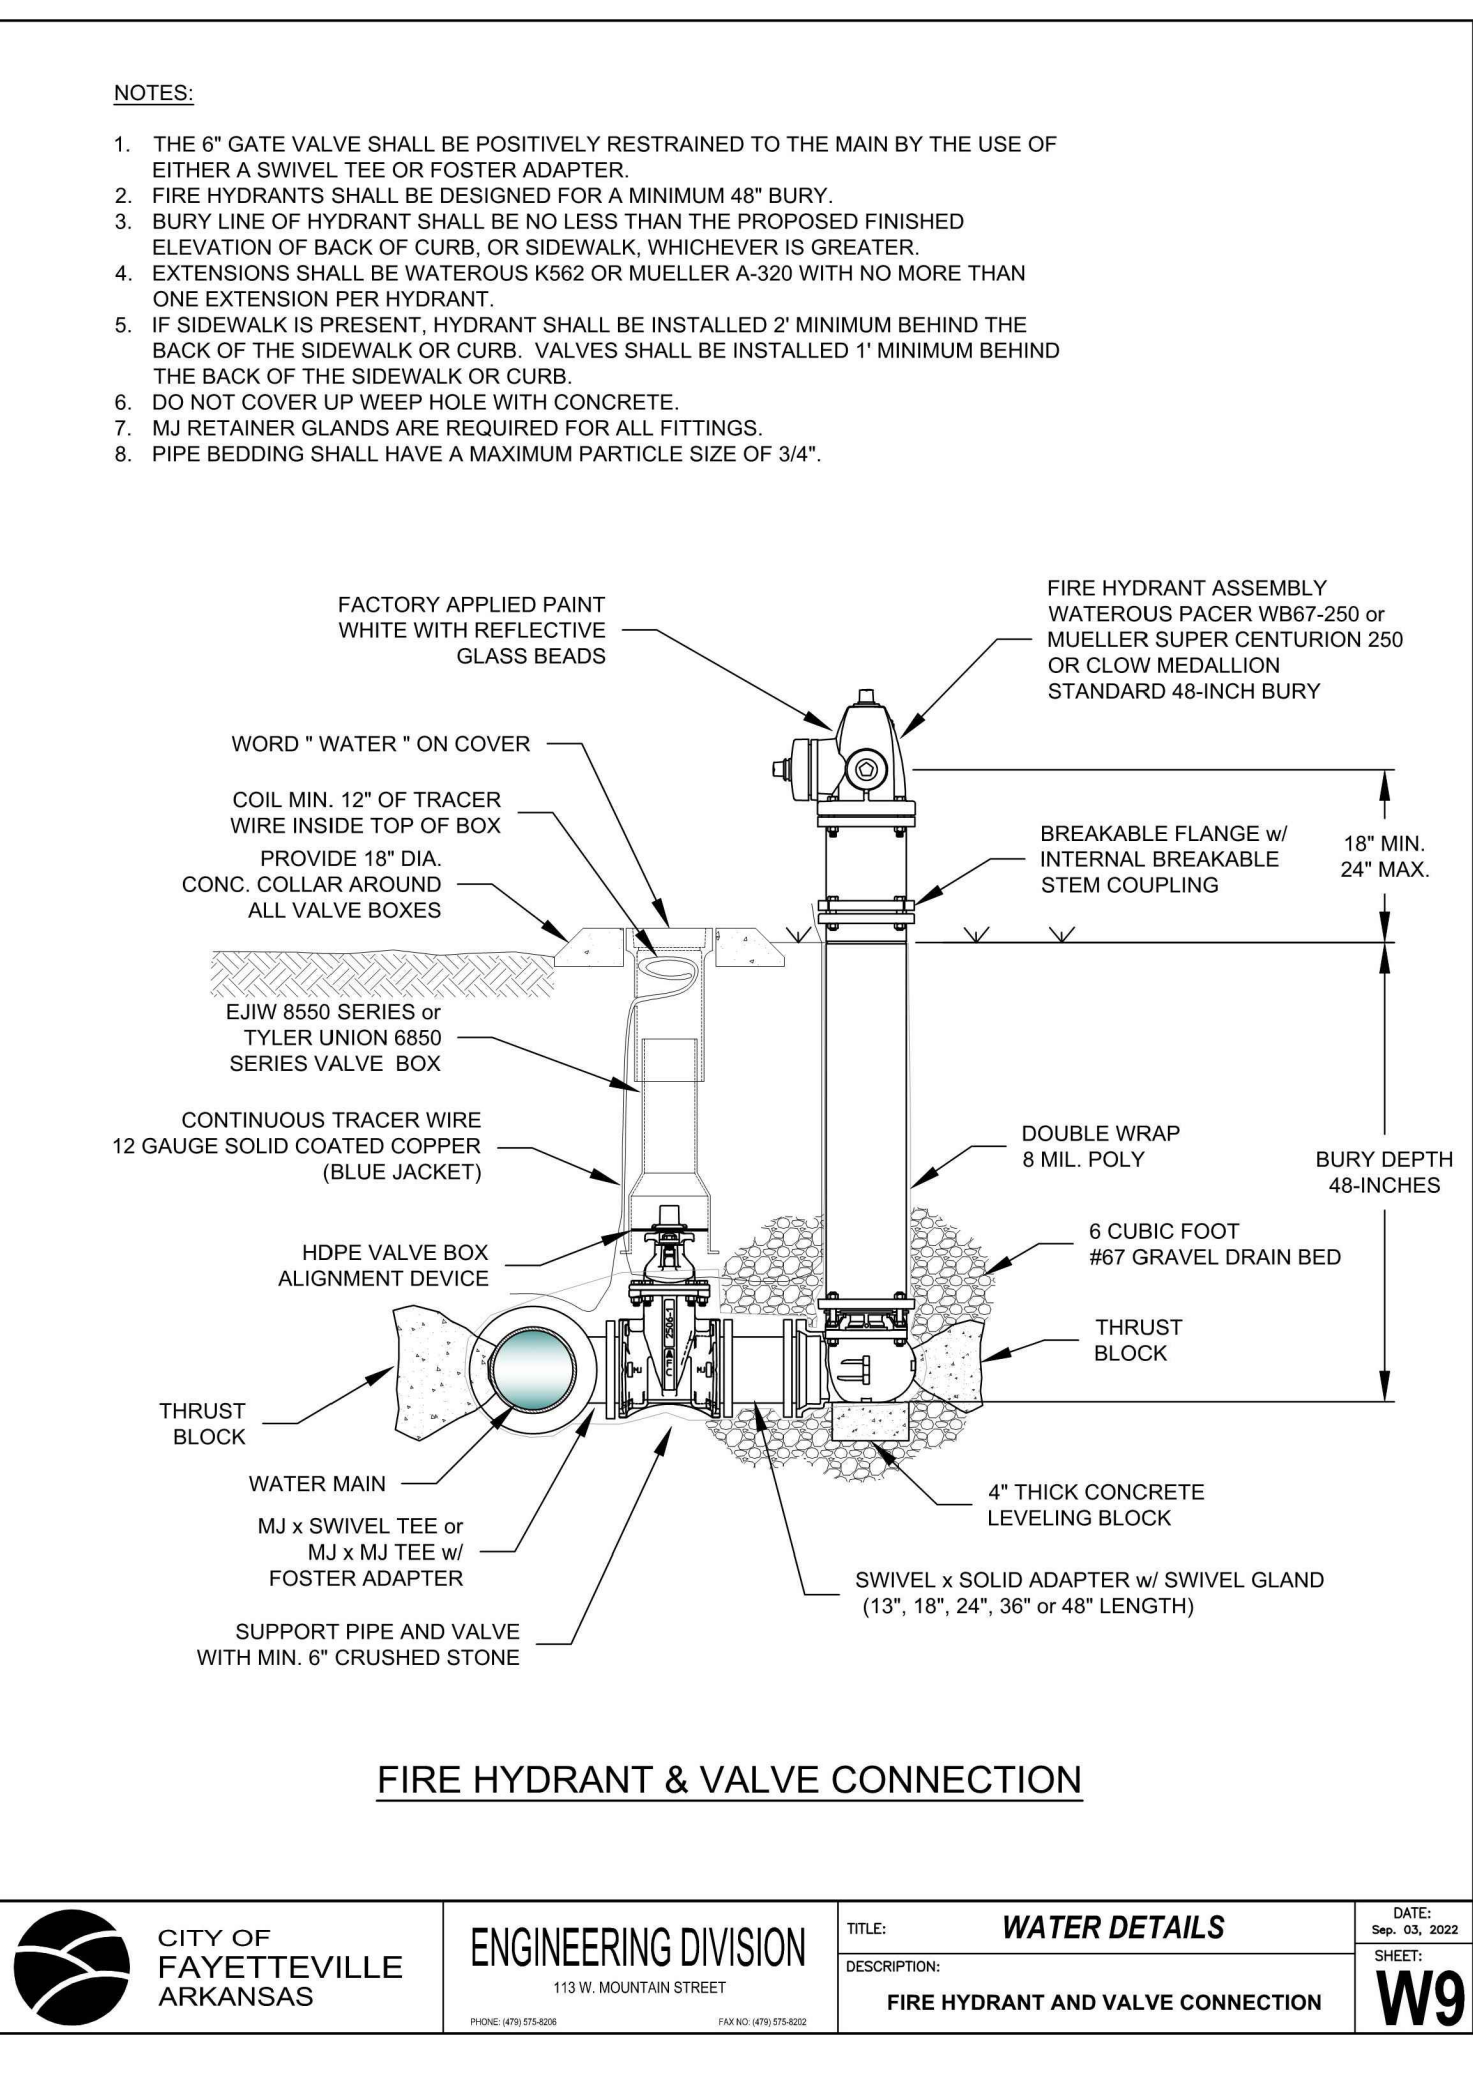 NOTES:
1. THE 6" GATE VALVE SHALL BE POSITIVELY RESTRAINED TO THE MAIN BY THE USE OF
EITHER A SWIVEL TEE OR FOSTER ADAPTER.
2. FIRE HYDRANTS SHALL BE DESIGNED FOR A MINIMUM 48" BURY.
3. BURY LINE OF HYDRANT SHALL BE NO LESS THAN THE PROPOSED FINISHED
ELEVATION OF BACK OF CURB, OR SIDEWALK, WHICHEVER IS GREATER.
4. EXTENSIONS SHALL BE WATEROUS K562 OR MUELLER A-320 WITH NO MORE THAN
ONE EXTENSION PER HYDRANT.
5. IF SIDEWALK IS PRESENT, HYDRANT SHALL BE INSTALLED 2' MINIMUM BEHIND THE
BACK OF THE SIDEWALK OR CURB. VALVES SHALL BE INSTALLED 1' MINIMUM BEHIND
THE BACK OF THE SIDEWALK OR CURB.
6. DO NOT COVER UP WEEP HOLE WITH CONCRETE.
7. MJ RETAINER GLANDS ARE REQUIRED FOR ALL FITTINGS.
8. PIPE BEDDING SHALL HAVE A MAXIMUM PARTICLE SIZE OF 3/4".
FACTORY APPLIED PAINT
WHITE WITH REFLECTIVE
GLASS BEADS
FIRE HYDRANT ASSEMBLY
WATEROUS PACER WB67-250 or
MUELLER SUPER CENTURION 250
OR CLOW MEDALLION
STANDARD 48-INCH BURY
WORD " WATER " ON COVER
COIL MIN. 12" OF TRACER
WIRE INSIDE TOP OF BOX
PROVIDE 18" DIA.
CONC. COLLAR AROUND
ALL VALVE BOXES
BREAKABLE FLANGE w/
INTERNAL BREAKABLE
STEM COUPLING
18" MIN.
24" MAX.
EJIW 8550 SERIES or
TYLER UNION 6850
SERIES VALVE BOX
CONTINUOUS TRACER WIRE
12 GAUGE SOLID COATED COPPER
(BLUE JACKET)
DOUBLE WRAP
8 MIL. POLY
BURY DEPTH
48-INCHES
HDPE VALVE BOX
ALIGNMENT DEVICE
6 CUBIC FOOT
#67 GRAVEL DRAIN BED
2506-1
AFC
MJ
MJ
THRUST
BLOCK
THRUST
BLOCK
WATER MAIN
4" THICK CONCRETE
LEVELING BLOCK
MJ x SWIVEL TEE or
MJ x MJ TEE w/
FOSTER ADAPTER
SWIVEL x SOLID ADAPTER w/ SWIVEL GLAND
(13", 18", 24", 36" or 48" LENGTH)
SUPPORT PIPE AND VALVE
WITH MIN. 6" CRUSHED STONE
FIRE HYDRANT & VALVE CONNECTION
CITY OF
FAYETTEVILLE
ARKANSAS
ENGINEERING DIVISION
113 W. MOUNTAIN STREET
PHONE: (479) 575-8206
FAX NO: (479) 575-8202
TITLE:
WATER DETAILS
DESCRIPTION:
FIRE HYDRANT AND VALVE CONNECTION
DATE:
Sep. 03, 2022
SHEET:
W9